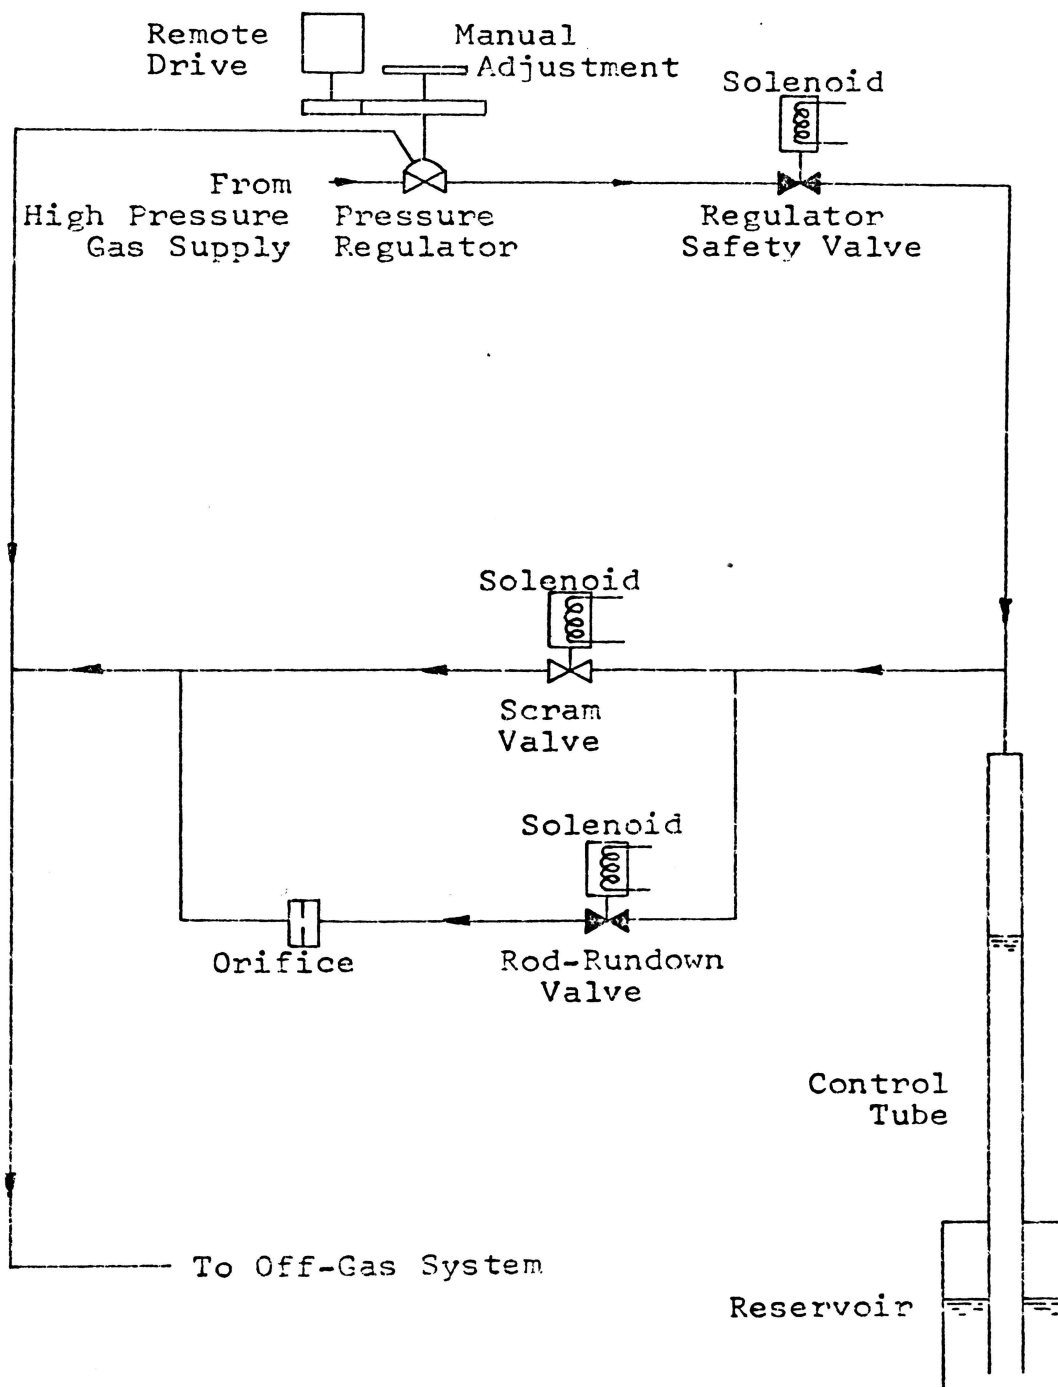 Remote
Drive
Manual
Adjustment
Solenoid
From
High Pressure
Gas Supply
Pressure
Regulator
Regulator
Safety Valve
Solenoid
Scram
Valve
Solenoid
Orifice
Rod-Rundown
Valve
Control
Tube
To Off-Gas System
Reservoir